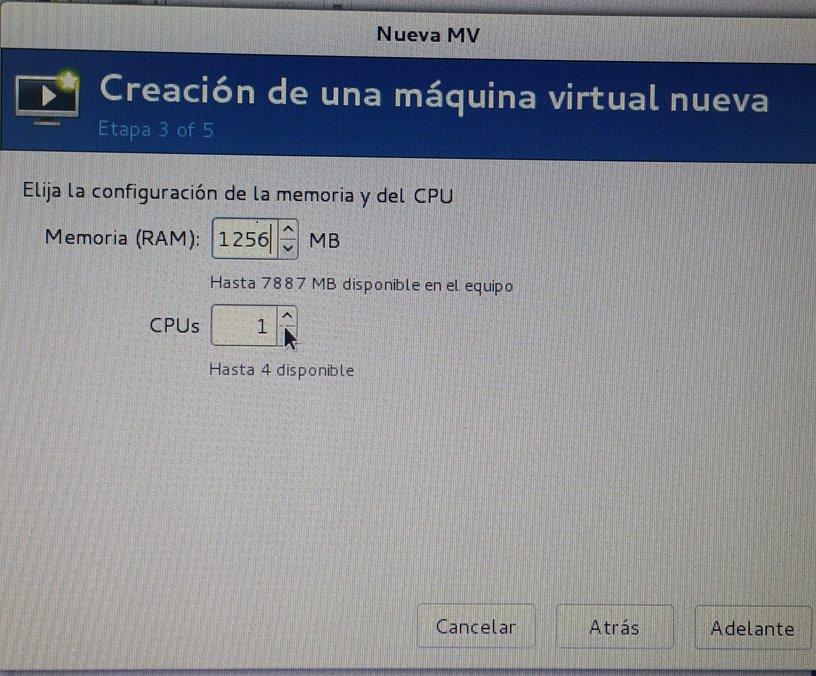 Nueva MV
Creación de una máquina virtual nueva
Etapa 3 of 5
Elija la configuración de la memoria y del CPU
Memoria (RAM): 1256 MB
Hasta 7887 MB disponible en el equipo
CPUs 1
Hasta 4 disponible
Cancelar Atrás Adelante